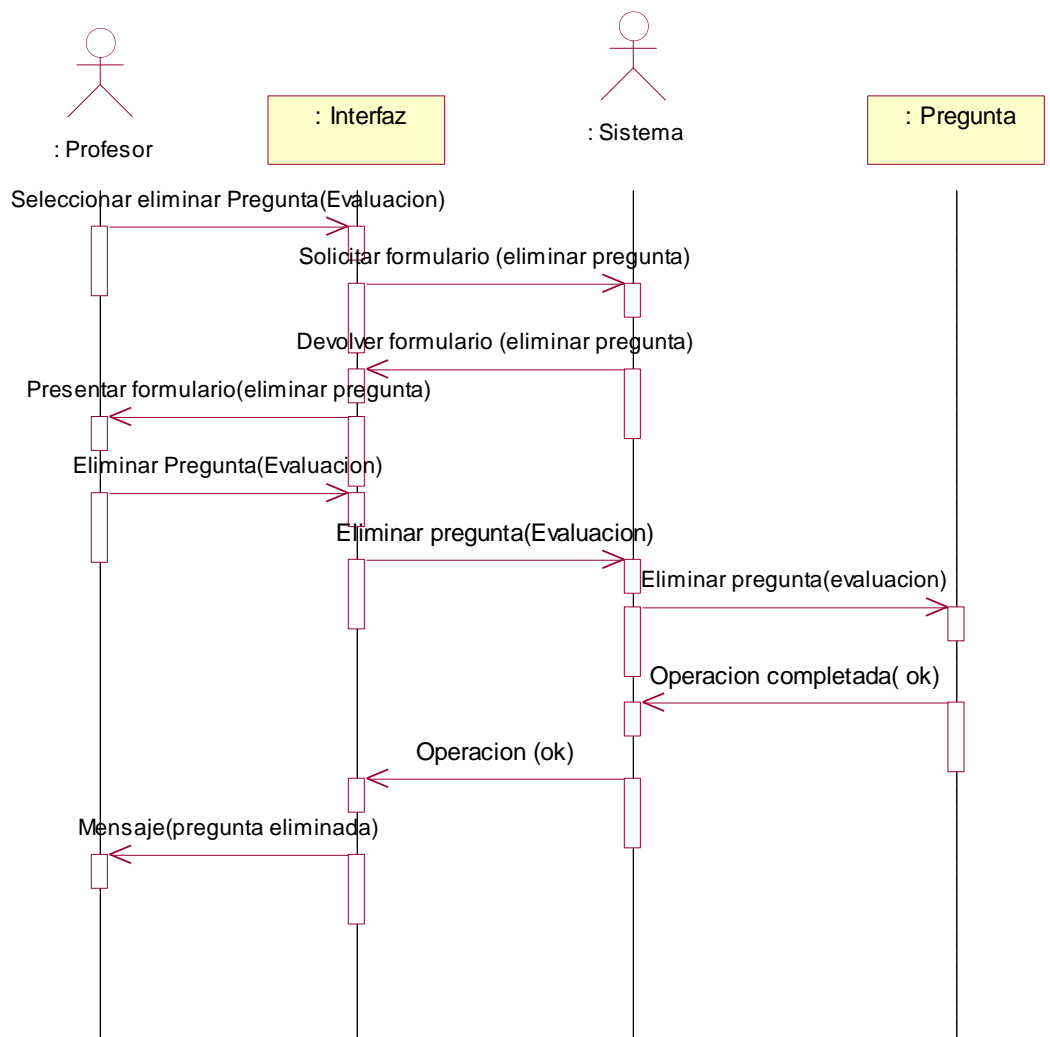 : Profesor
: Interfaz
: Sistema
: Pregunta
Seleccionar eliminar Pregunta(Evaluacion)
Solicitar formulario (eliminar pregunta)
Devolver formulario (eliminar pregunta)
Presentar formulario(eliminar pregunta)
Eliminar Pregunta(Evaluacion)
Eliminar pregunta(Evaluacion)
Eliminar pregunta(evaluacion)
Operacion completada( ok)
Operacion (ok)
Mensaje(pregunta eliminada)